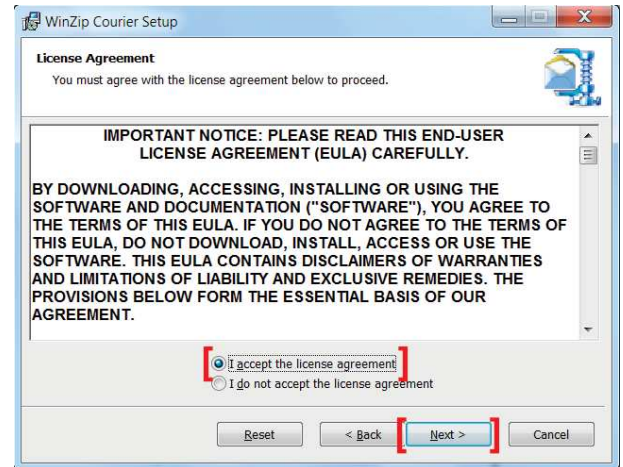 WinZip Courier Setup
License Agreement
You must agree with the license agreement below to proceed.
IMPORTANT NOTICE: PLEASE READ THIS END-USER
LICENSE AGREEMENT (EULA) CAREFULLY.
BY DOWNLOADING, ACCESSING, INSTALLING OR USING THE
SOFTWARE AND DOCUMENTATION ("SOFTWARE"), YOU AGREE TO
THE TERMS OF THIS EULA. IF YOU DO NOT AGREE TO THE TERMS OF
THIS EULA, DO NOT DOWNLOAD, INSTALL, ACCESS OR USE THE
SOFTWARE. THIS EULA CONTAINS DISCLAIMERS OF WARRANTIES
AND LIMITATIONS OF LIABILITY AND EXCLUSIVE REMEDIES. THE
PROVISIONS BELOW FORM THE ESSENTIAL BASIS OF OUR
AGREEMENT.
I accept the license agreement
I do not accept the license agreement
Reset < Back Next > Cancel